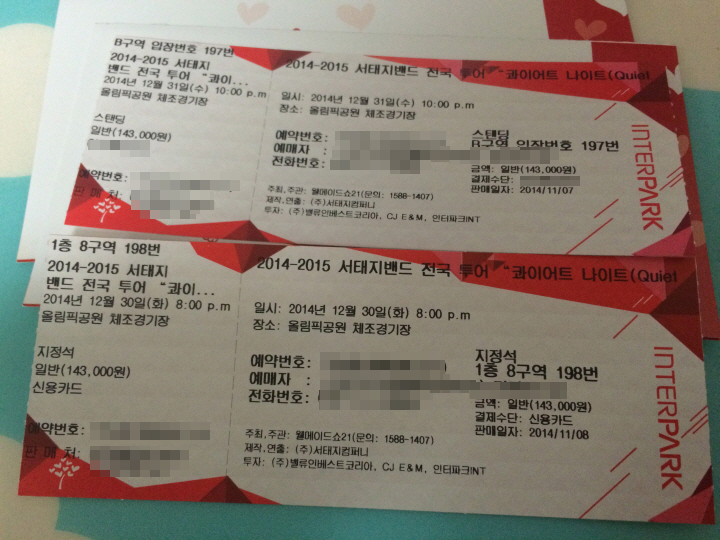 B구역 입장번호 197번
2014-2015 서태지
밴드 전국 투어 “콰이...
2014년 12월 31일(수) 10:00 p.m
올림픽공원 체조경기장
스탠딩
일반(143,000원)
예약번호:
판 매 처:
2014-2015 서태지밴드 전국 투어 “콰이어트 나이트(Quiet
일시: 2014년 12월 31일(수) 10:00 p.m
장소: 올림픽공원 체조경기장
예약번호:
예매자 :
전화번호:
스탠딩
B구역 입장번호 197번
금액: 일반(143,000원)
결제수단:
판매일자: 2014/11/07
주최,주관: 웰메이드쇼21(문의: 1588-1407)
제작,연출: (주)서태지컴퍼니
투자: (주)밸류인베스트코리아, CJ E&M, 인터파크INT
INTERPARK
1층 8구역 198번
2014-2015 서태지
밴드 전국 투어 “콰이...
2014년 12월 30일(화) 8:00 p.m
올림픽공원 체조경기장
지정석
일반(143,000원)
신용카드
예약번호:
판 매 처:
2014-2015 서태지밴드 전국 투어 “콰이어트 나이트(Quiet
일시: 2014년 12월 30일(화) 8:00 p.m
장소: 올림픽공원 체조경기장
예약번호:
예매자 :
전화번호:
지정석
1층 8구역 198번
금액: 일반(143,000원)
결제수단: 신용카드
판매일자: 2014/11/08
주최,주관: 웰메이드쇼21(문의: 1588-1407)
제작,연출: (주)서태지컴퍼니
투자: (주)밸류인베스트코리아, CJ E&M, 인터파크INT
INTERPARK